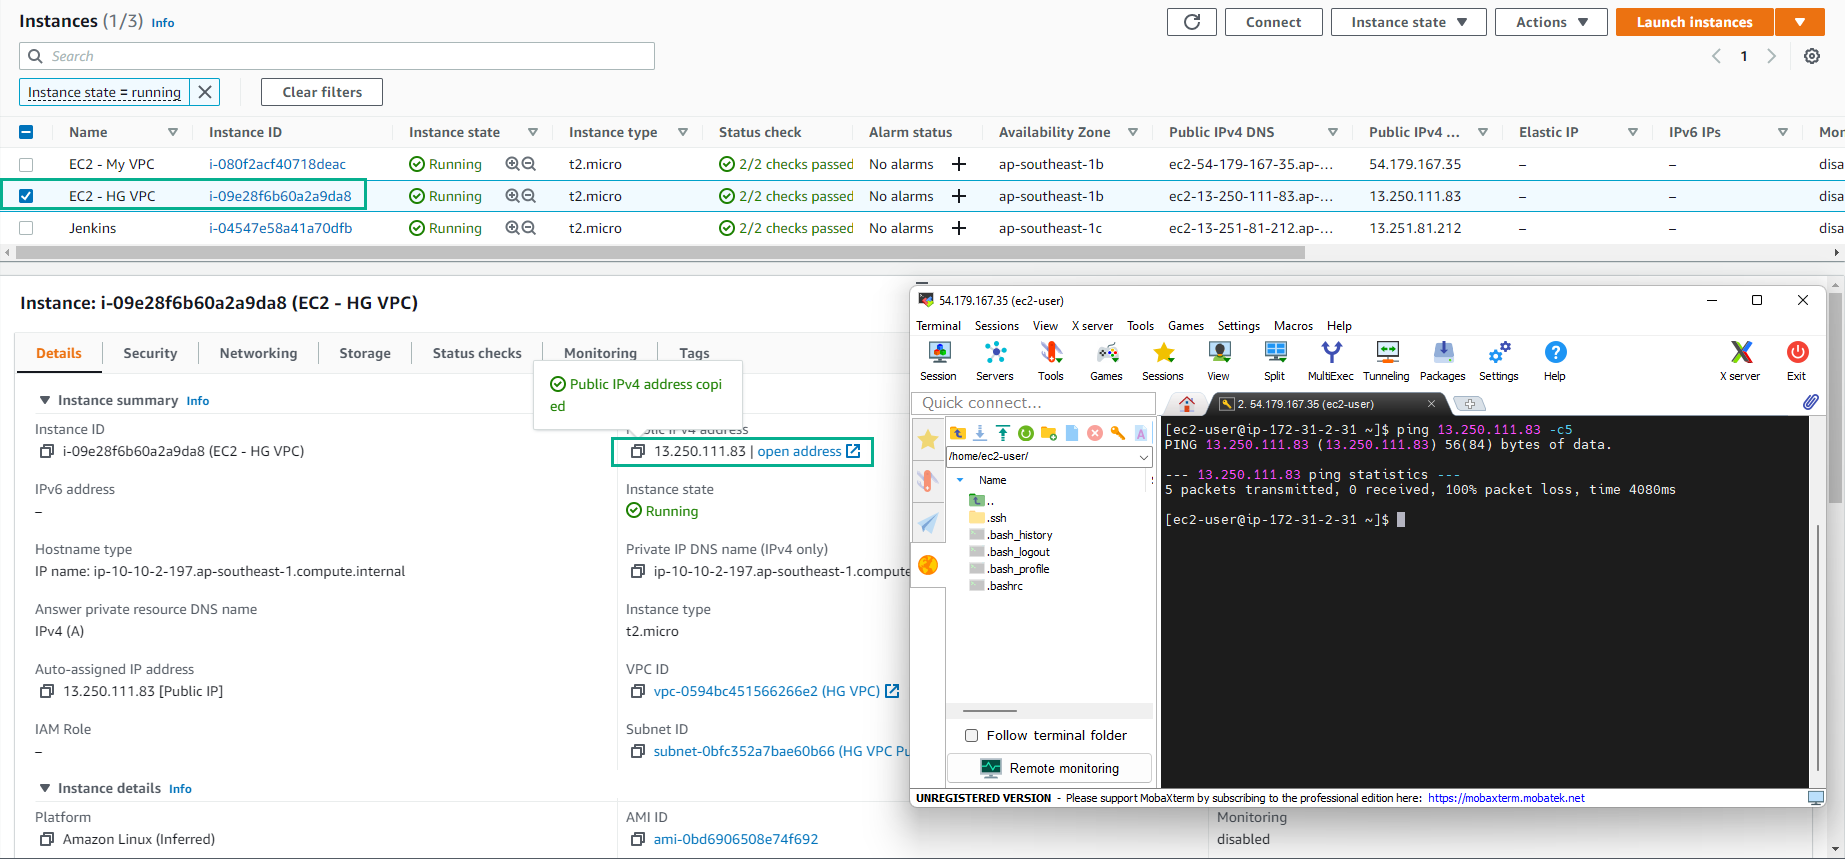 Instances (1/3) Info
Connect
Instance state
Actions
Launch instances
Search
1
Instance state = running
Clear filters
Name Instance ID Instance state Instance type Status check Alarm status Availability Zone Public IPv4 DNS Public IPv4 ... Elastic IP IPv6 IPs Mo
EC2 - My VPC i-080f2acf40718deac Running t2.micro 2/2 checks passed No alarms + ap-southeast-1b ec2-54-179-167-35.ap-... 54.179.167.35 – – disa
EC2 - HG VPC i-09e28f6b60a2a9da8 Running t2.micro 2/2 checks passed No alarms + ap-southeast-1b ec2-13-250-111-83.ap-... 13.250.111.83 – – disa
Jenkins i-04547e58a41a70dfb Running t2.micro 2/2 checks passed No alarms + ap-southeast-1c ec2-13-251-81-212.ap-... 13.251.81.212 – – disa
Instance: i-09e28f6b60a2a9da8 (EC2 - HG VPC)
Details Security Networking Storage Status checks Monitoring Tags
Public IPv4 address copi
ed
Instance summary Info
Instance ID
i-09e28f6b60a2a9da8 (EC2 - HG VPC)
Public IPv4 address
13.250.111.83 | open address
IPv6 address
–
Instance state
Running
Hostname type
IP name: ip-10-10-2-197.ap-southeast-1.compute.internal
Private IP DNS name (IPv4 only)
ip-10-10-2-197.ap-southeast-1.compute
Answer private resource DNS name
IPv4 (A)
Instance type
t2.micro
Auto-assigned IP address
13.250.111.83 [Public IP]
VPC ID
vpc-0594bc451566266e2 (HG VPC)
IAM Role
–
Subnet ID
subnet-0bfc352a7bae60b66 (HG VPC Pu
Instance details Info
Platform
Amazon Linux (Inferred)
AMI ID
ami-0bd6906508e74f692
Monitoring
disabled
54.179.167.35 (ec2-user)
Terminal Sessions View X server Tools Games Settings Macros Help
Session Servers Tools Games Sessions View Split MultiExec Tunneling Packages Settings Help X server Exit
Quick connect...
2. 54.179.167.35 (ec2-user)
/home/ec2-user/
Name
..
.ssh
.bash_history
.bash_logout
.bash_profile
.bashrc
Follow terminal folder
Remote monitoring
[ec2-user@ip-172-31-2-31 ~]$ ping 13.250.111.83 -c5
PING 13.250.111.83 (13.250.111.83) 56(84) bytes of data.
--- 13.250.111.83 ping statistics ---
5 packets transmitted, 0 received, 100% packet loss, time 4080ms
[ec2-user@ip-172-31-2-31 ~]$
UNREGISTERED VERSION - Please support MobaXterm by subscribing to the professional edition here: https://mobaxterm.mobatek.net